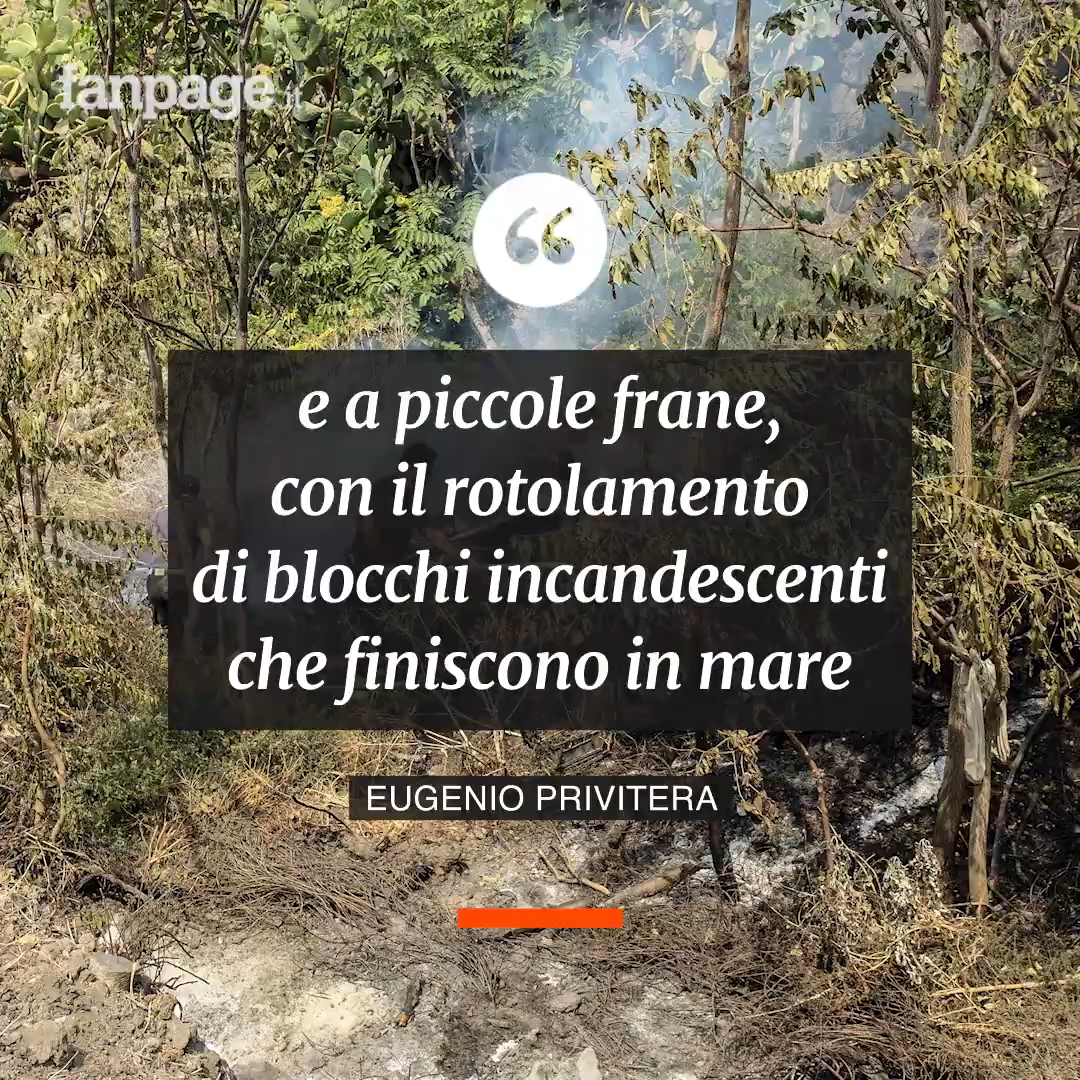 fanpage.it
“
e a piccole frane,
con il rotolamento
di blocchi incandescenti
che finiscono in mare
EUGENIO PRIVITERA